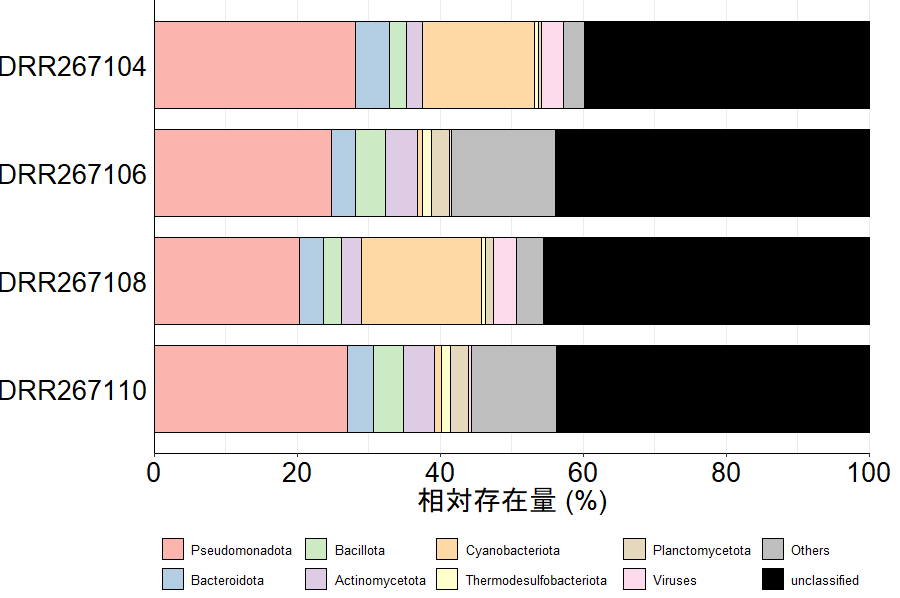 DRR267104
DRR267106
DRR267108
DRR267110
0 20 40 60 80 100
相対存在量 (%)
Pseudomonadota Bacillota Cyanobacteriota Planctomycetota Others
Bacteroidota Actinomycetota Thermodesulfobacteriota Viruses unclassified